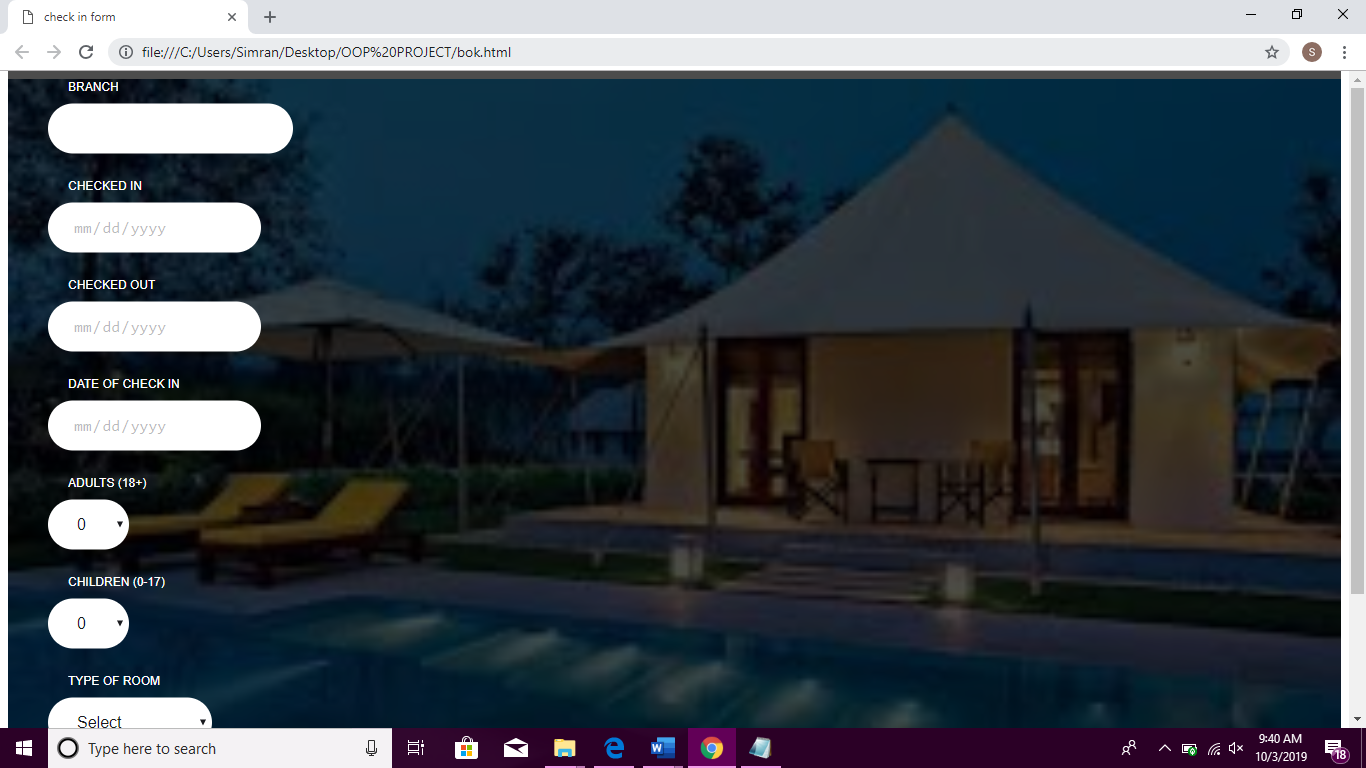 check in form
file:///C:/Users/Simran/Desktop/OOP%20PROJECT/bok.html
S
BRANCH
CHECKED IN
mm/dd/yyyy
CHECKED OUT
mm/dd/yyyy
DATE OF CHECK IN
mm/dd/yyyy
ADULTS (18+)
0
CHILDREN (0-17)
0
TYPE OF ROOM
Select
Type here to search
9:40 AM
10/3/2019
18